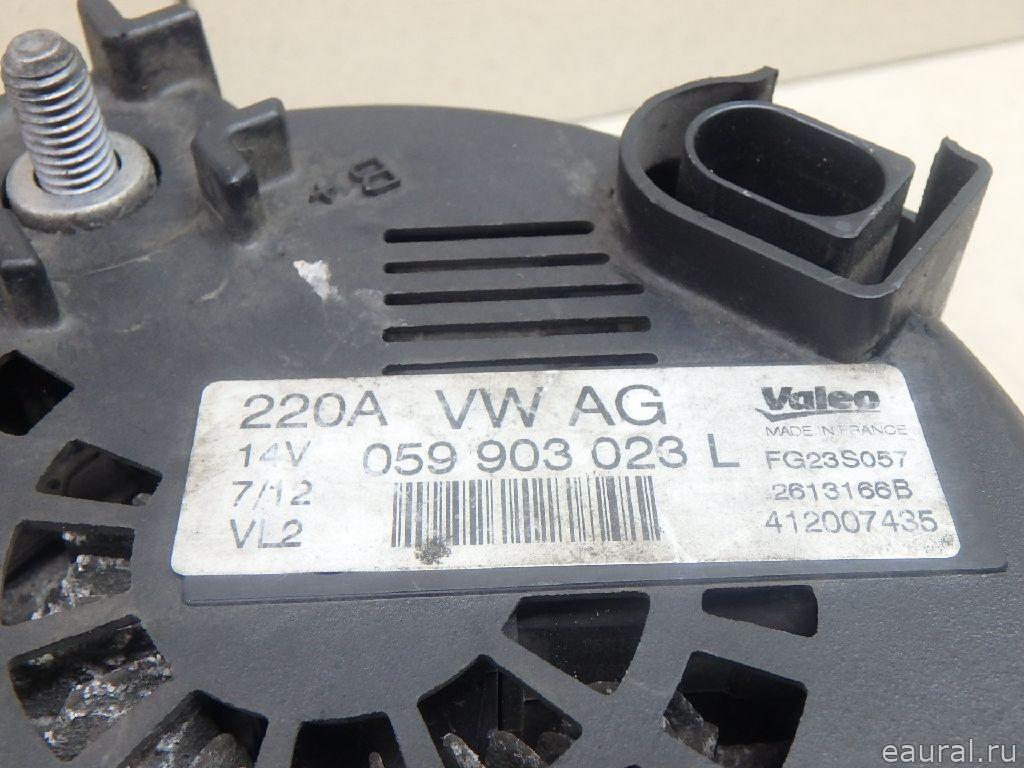 B+
220A VW AG
14V 059 903 023 L
7/12
VL2
Valeo
MADE IN FRANCE
FG23S057
2613166B
412007435
eaural.ru